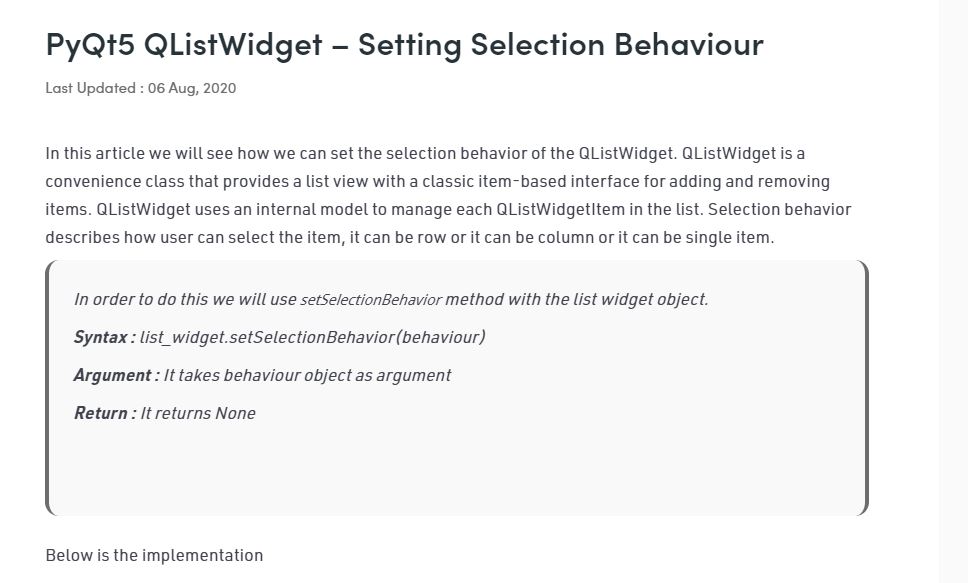 PyQt5 QListWidget – Setting Selection Behaviour
Last Updated : 06 Aug, 2020
In this article we will see how we can set the selection behavior of the QListWidget. QListWidget is a
convenience class that provides a list view with a classic item-based interface for adding and removing
items. QListWidget uses an internal model to manage each QListWidgetItem in the list. Selection behavior
describes how user can select the item, it can be row or it can be column or it can be single item.
In order to do this we will use setSelectionBehavior method with the list widget object.
Syntax : list_widget.setSelectionBehavior(behaviour)
Argument : It takes behaviour object as argument
Return : It returns None
Below is the implementation